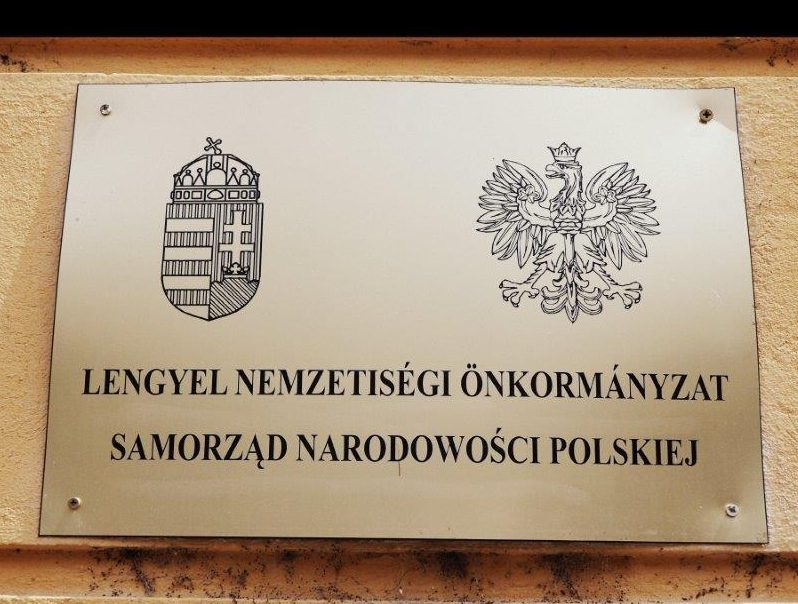 LENGYEL NEMZETISÉGI ÖNKORMÁNYZAT
SAMORZĄD NARODOWOŚCI POLSKIEJ